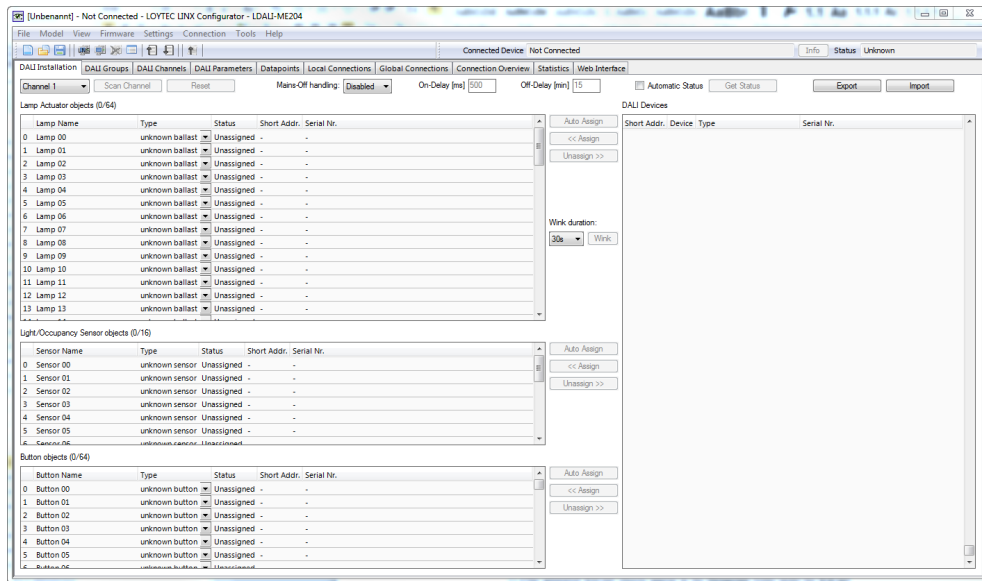 [Unbenannt] - Not Connected - LOYTEC LINX Configurator - LDALI-ME204
File Model View Firmware Settings Connection Tools Help
Connected Device Not Connected Info Status Unknown
DALI Installation DALI Groups DALI Channels DALI Parameters Datapoints Local Connections Global Connections Connection Overview Statistics Web Interface
Channel 1 Scan Channel Reset Mains-Off handling: Disabled On-Delay [ms] 500 Off-Delay [min] 15 Automatic Status Get Status Export Import
Lamp Actuator objects (0/64) DALI Devices
Lamp Name Type Status Short Addr. Serial Nr. Auto Assign Short Addr. Device Type Serial Nr.
0 Lamp 00 unknown ballast Unassigned - - << Assign
1 Lamp 01 unknown ballast Unassigned - - Unassign >>
2 Lamp 02 unknown ballast Unassigned - -
3 Lamp 03 unknown ballast Unassigned - -
4 Lamp 04 unknown ballast Unassigned - -
5 Lamp 05 unknown ballast Unassigned - -
6 Lamp 06 unknown ballast Unassigned - - Wink duration:
7 Lamp 07 unknown ballast Unassigned - - 30s Wink
8 Lamp 08 unknown ballast Unassigned - -
9 Lamp 09 unknown ballast Unassigned - -
10 Lamp 10 unknown ballast Unassigned - -
11 Lamp 11 unknown ballast Unassigned - -
12 Lamp 12 unknown ballast Unassigned - -
13 Lamp 13 unknown ballast Unassigned - -
Light/Occupancy Sensor objects (0/16)
Sensor Name Type Status Short Addr. Serial Nr. Auto Assign
0 Sensor 00 unknown sensor Unassigned - - << Assign
1 Sensor 01 unknown sensor Unassigned - - Unassign >>
2 Sensor 02 unknown sensor Unassigned - -
3 Sensor 03 unknown sensor Unassigned - -
4 Sensor 04 unknown sensor Unassigned - -
5 Sensor 05 unknown sensor Unassigned - -
6 Sensor 06 unknown sensor Unassigned
Button objects (0/64)
Button Name Type Status Short Addr. Serial Nr. Auto Assign
0 Button 00 unknown button Unassigned - - << Assign
1 Button 01 unknown button Unassigned - - Unassign >>
2 Button 02 unknown button Unassigned - -
3 Button 03 unknown button Unassigned - -
4 Button 04 unknown button Unassigned - -
5 Button 05 unknown button Unassigned - -
6 Button 06 unknown button Unassigned